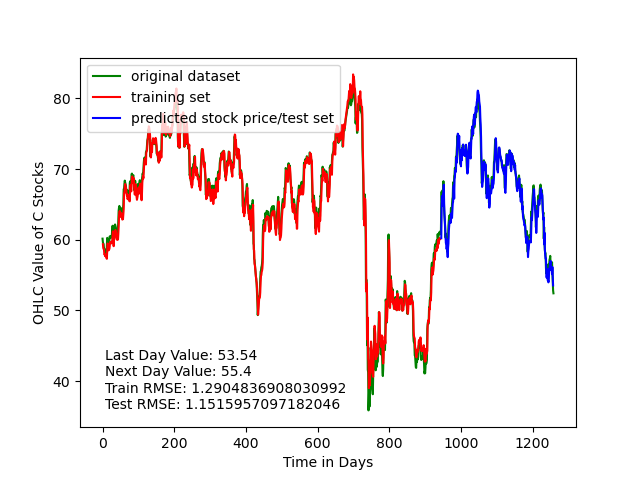 original dataset
training set
predicted stock price/test set
80
70
60
50
40
OHLC Value of C Stocks
Last Day Value: 53.54
Next Day Value: 55.4
Train RMSE: 1.2904836908030992
Test RMSE: 1.1515957097182046
0 200 400 600 800 1000 1200
Time in Days